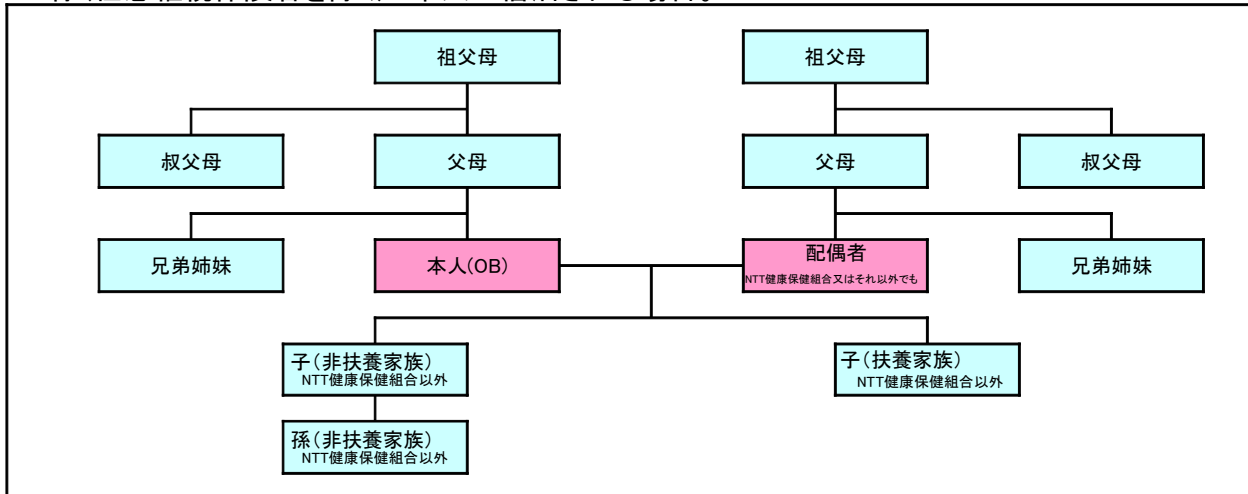 祖父母
祖父母
叔父母
父母
父母
叔父母
兄弟姉妹
本人(OB)
配偶者
NTT健康保健組合又はそれ以外でも
兄弟姉妹
子(非扶養家族)
NTT健康保健組合以外
子(扶養家族)
NTT健康保健組合以外
孫(非扶養家族)
NTT健康保健組合以外